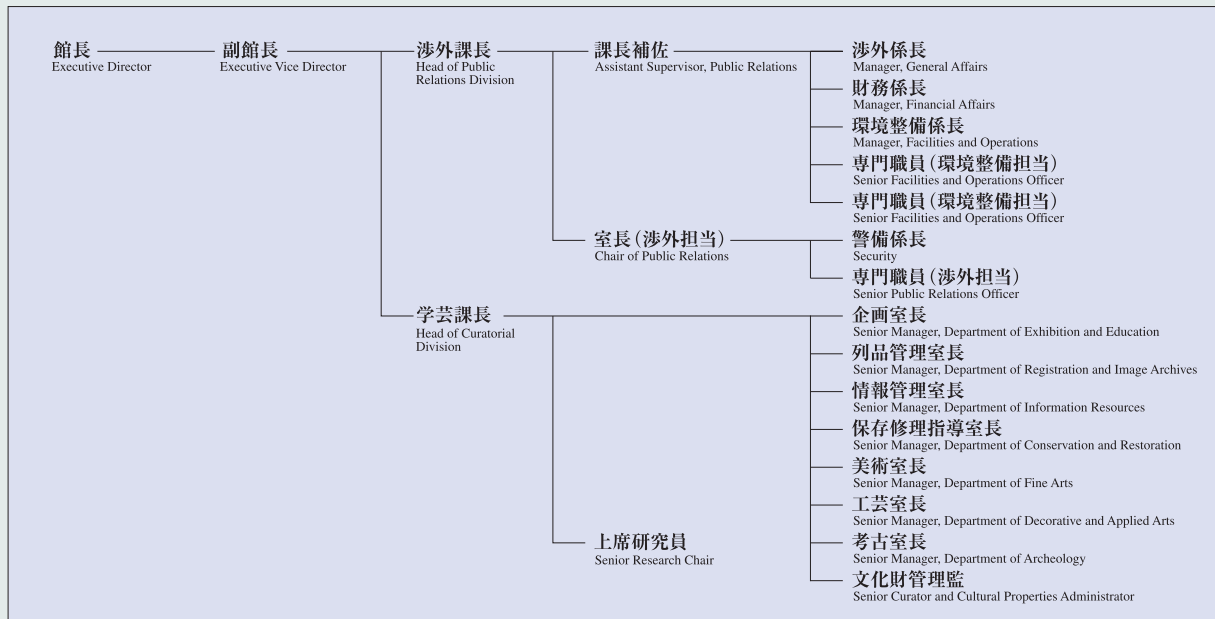 館長
Executive Director
副館長
Executive Vice Director
渉外課長
Head of Public
Relations Division
課長補佐
Assistant Supervisor, Public Relations
渉外係長
Manager, General Affairs
財務係長
Manager, Financial Affairs
環境整備係長
Manager, Facilities and Operations
専門職員（環境整備担当）
Senior Facilities and Operations Officer
専門職員（環境整備担当）
Senior Facilities and Operations Officer
室長（渉外担当）
Chair of Public Relations
警備係長
Security
専門職員（渉外担当）
Senior Public Relations Officer
学芸課長
Head of Curatorial
Division
企画室長
Senior Manager, Department of Exhibition and Education
列品管理室長
Senior Manager, Department of Registration and Image Archives
情報管理室長
Senior Manager, Department of Information Resources
保存修理指導室長
Senior Manager, Department of Conservation and Restoration
美術室長
Senior Manager, Department of Fine Arts
工芸室長
Senior Manager, Department of Decorative and Applied Arts
上席研究員
Senior Research Chair
考古室長
Senior Manager, Department of Archeology
文化財管理監
Senior Curator and Cultural Properties Administrator